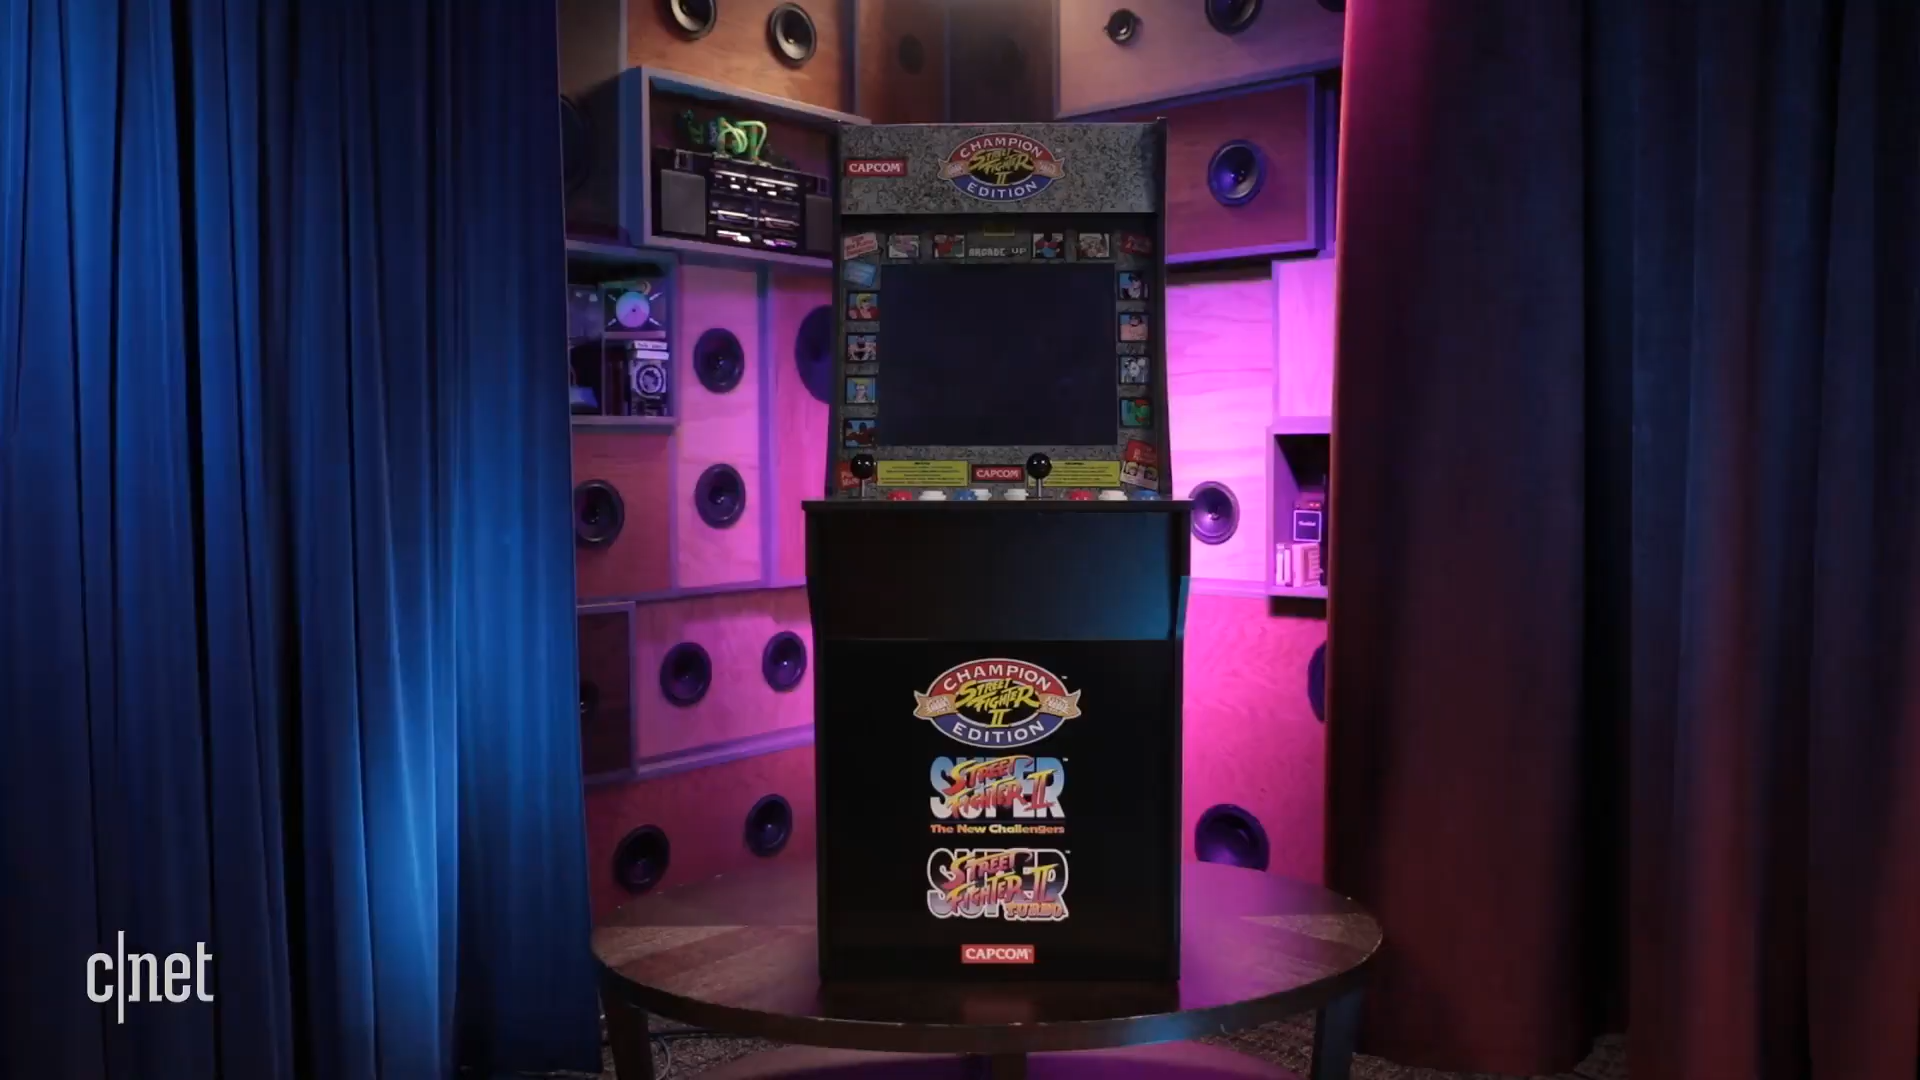 CHAMPION
STREET
FIGHTER
II
EDITION
CAPCOM
ARCADE UP
CAPCOM
CHAMPION
STREET
FIGHTER
II
EDITION
SUPER
STREET
FIGHTER II
The New Challengers
SUPER
STREET
FIGHTER II
TURBO
CAPCOM
c|net